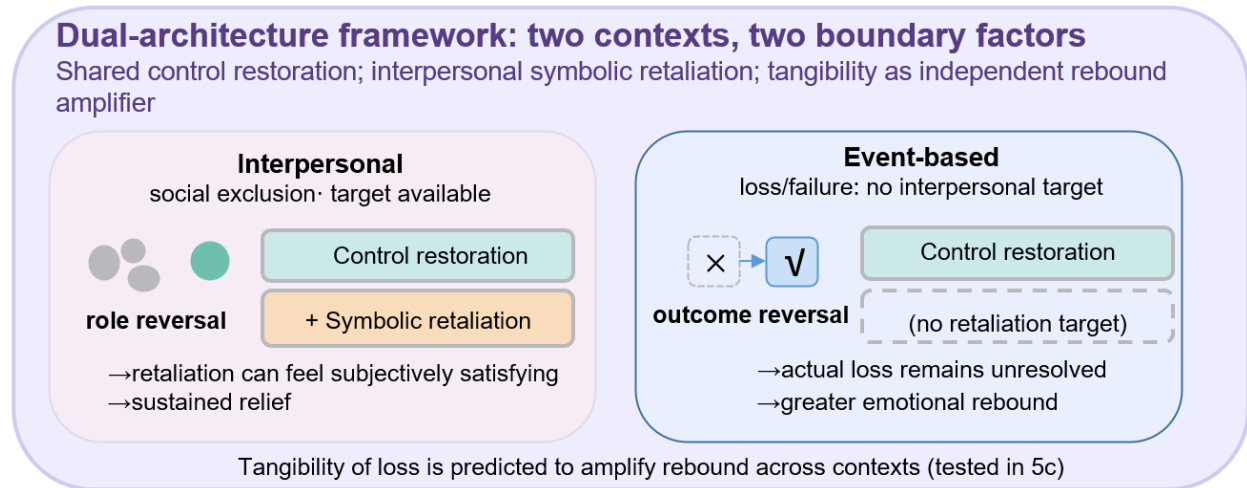 Dual-architecture framework: two contexts, two boundary factors
Shared control restoration; interpersonal symbolic retaliation; tangibility as independent rebound
amplifier
Interpersonal
social exclusion· target available
Control restoration
role reversal
+ Symbolic retaliation
→retaliation can feel subjectively satisfying
→sustained relief
Event-based
loss/failure: no interpersonal target
× √
Control restoration
outcome reversal
(no retaliation target)
→actual loss remains unresolved
→greater emotional rebound
Tangibility of loss is predicted to amplify rebound across contexts (tested in 5c)